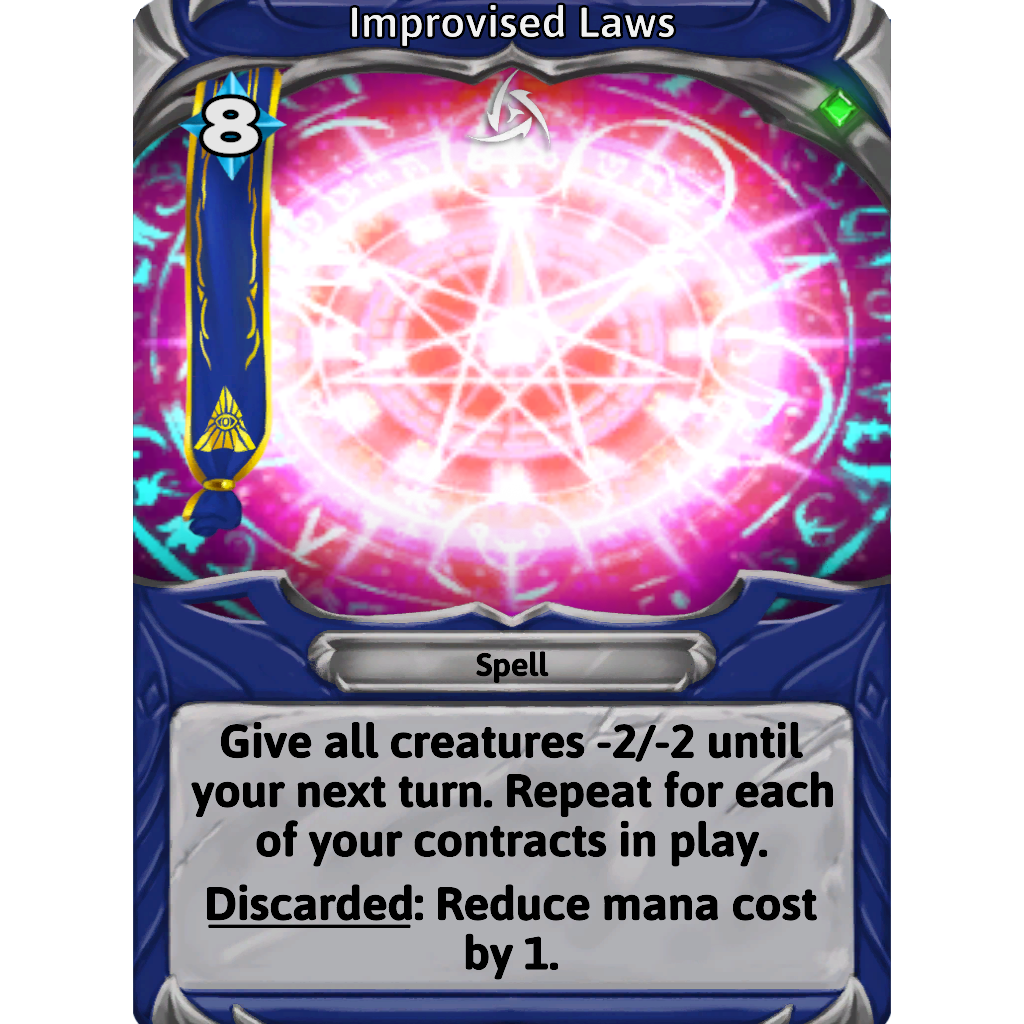 Improvised Laws
8
Spell
Give all creatures -2/-2 until
your next turn. Repeat for each
of your contracts in play.
Discarded: Reduce mana cost
by 1.